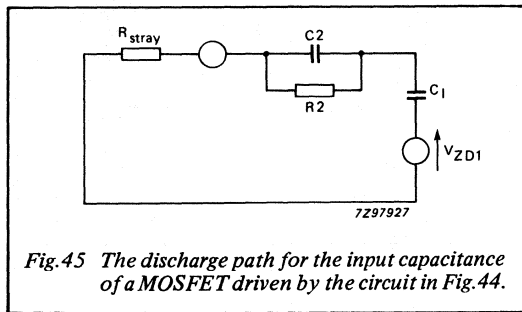 R stray
C2
R2
C1
VZD1
7Z97927
Fig.45 The discharge path for the input capacitance
of a MOSFET driven by the circuit in Fig.44.